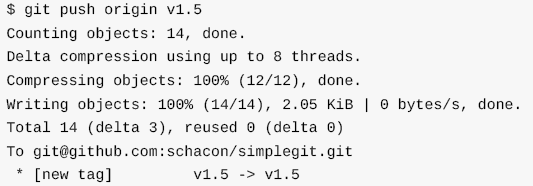 $ git push origin v1.5
Counting objects: 14, done.
Delta compression using up to 8 threads.
Compressing objects: 100% (12/12), done.
Writing objects: 100% (14/14), 2.05 KiB | 0 bytes/s, done.
Total 14 (delta 3), reused 0 (delta 0)
To git@github.com:schacon/simplegit.git
 * [new tag]         v1.5 -> v1.5